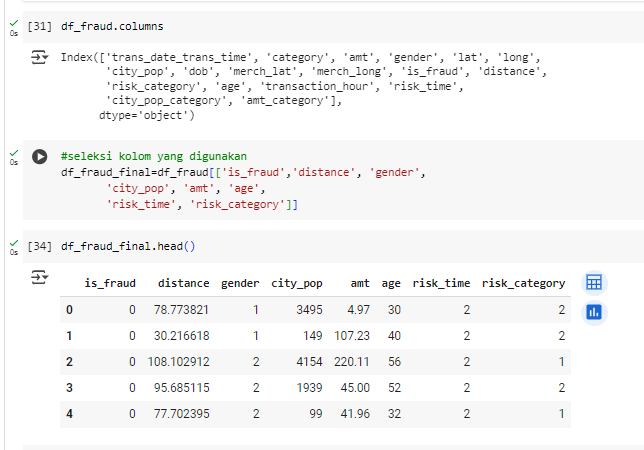 [31] df_fraud.columns
0s
Index(['trans_date_trans_time', 'category', 'amt', 'gender', 'lat', 'long',
'city_pop', 'dob', 'merch_lat', 'merch_long', 'is_fraud', 'distance',
'risk_category', 'age', 'transaction_hour', 'risk_time',
'city_pop_category', 'amt_category'],
dtype='object')
0s
#seleksi kolom yang digunakan
df_fraud_final=df_fraud[['is_fraud','distance', 'gender',
'city_pop', 'amt', 'age',
'risk_time', 'risk_category']]
[34] df_fraud_final.head()
0s
is_fraud distance gender city_pop amt age risk_time risk_category
0 0 78.773821 1 3495 4.97 30 2 2
1 0 30.216618 1 149 107.23 40 2 2
2 0 108.102912 2 4154 220.11 56 2 1
3 0 95.685115 2 1939 45.00 52 2 2
4 0 77.702395 2 99 41.96 32 2 1